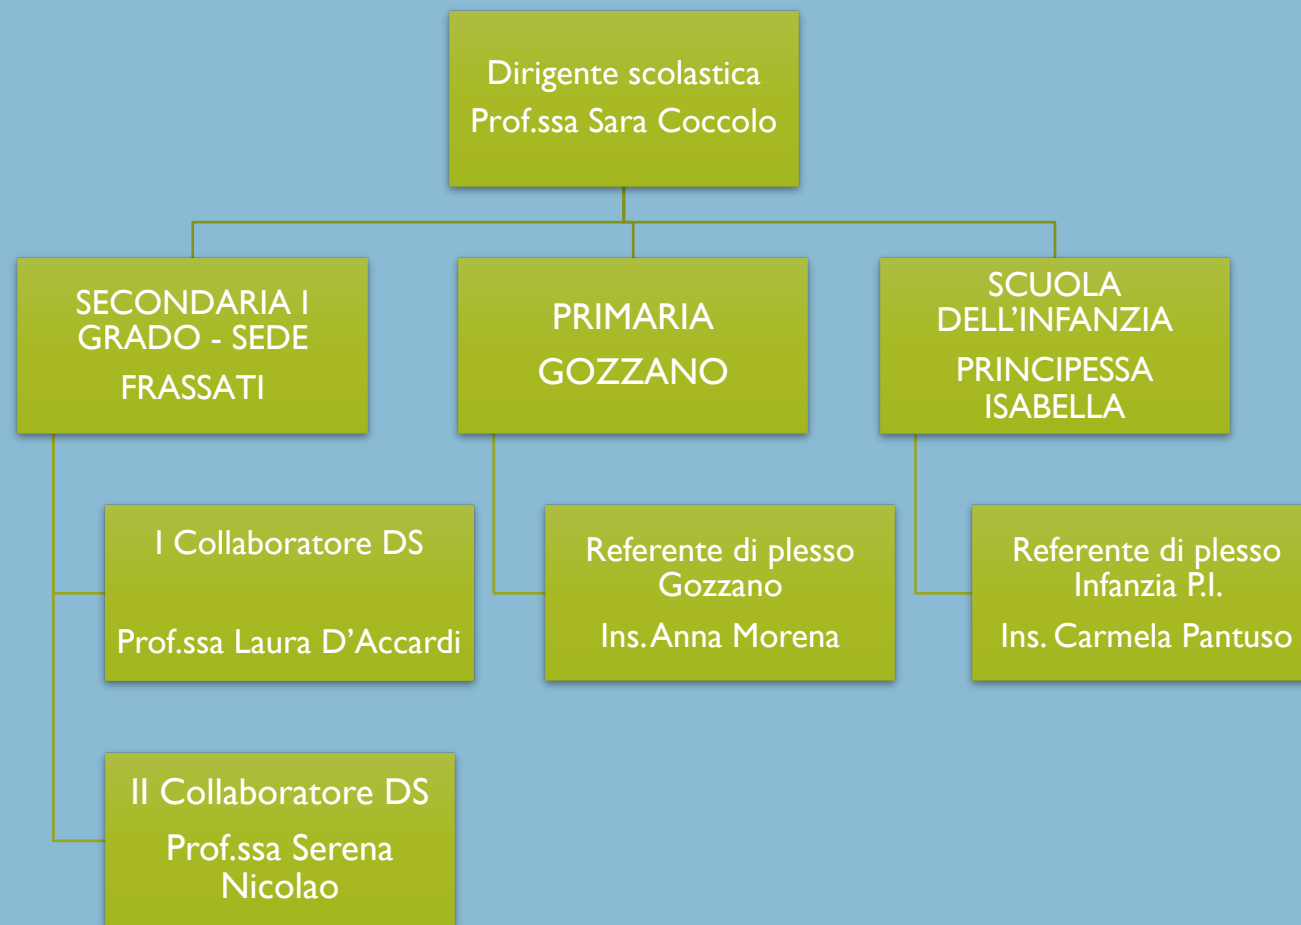 Dirigente scolastica
Prof.ssa Sara Coccolo
SECONDARIA I
GRADO - SEDE
FRASSATI
PRIMARIA
GOZZANO
SCUOLA
DELL'INFANZIA
PRINCIPESSA
ISABELLA
I Collaboratore DS
Prof.ssa Laura D'Accardi
Referente di plesso
Gozzano
Ins. Anna Morena
Referente di plesso
Infanzia P.I.
Ins. Carmela Pantuso
II Collaboratore DS
Prof.ssa Serena
Nicolao